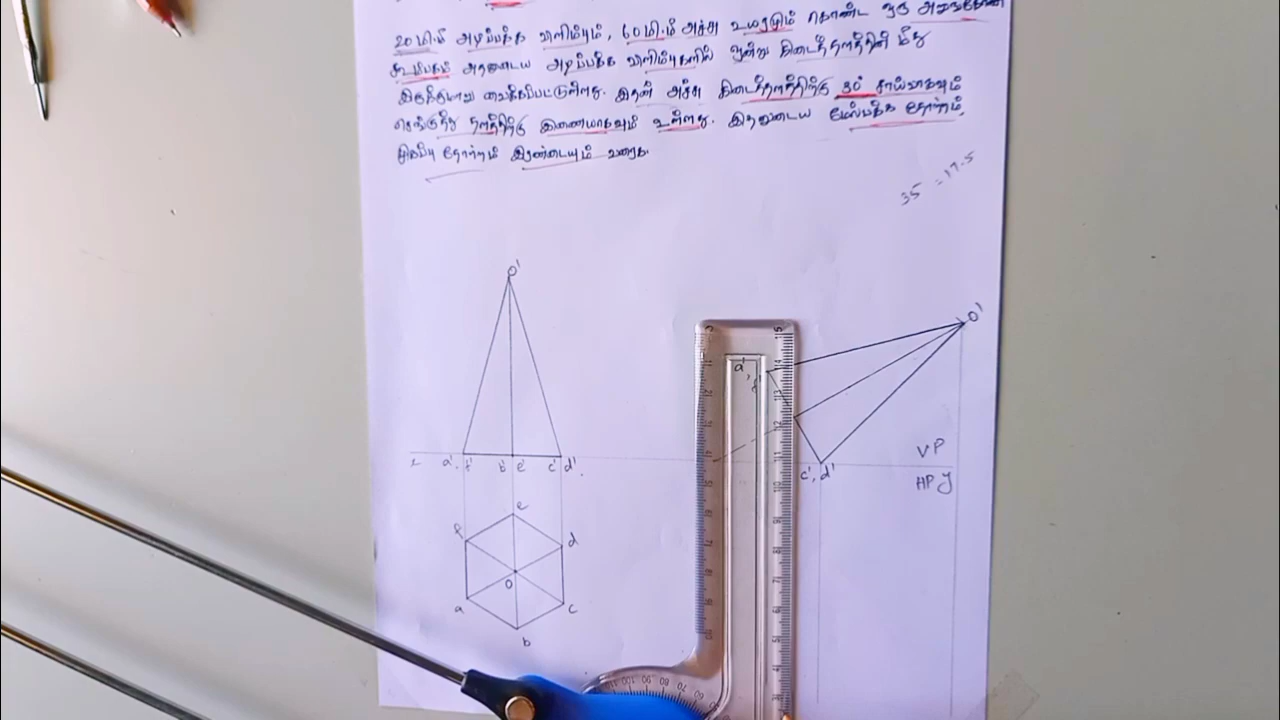 20 மி.மீ அடிப்பக்க விளிம்பும், 60 மி.மீ அச்சு உயரமும் கொண்ட ஒரு அறுங்கோண
கூம்பகம் அதனுடைய அடிப்பக்க விளிம்புகளில் ஒன்று கிடைத்தளத்தின் மீது
இருக்குமாறு வைக்கப்பட்டுள்ளது. இதன் அச்சு கிடைத்தளத்திற்கு 30° சாய்வாகவும்
செங்குத்து தளத்திற்கு இணையாகவும் உள்ளது. இதனுடைய மேல்பக்க தோற்றம்,
முகப்பு தோற்றம் இரண்டையும் வரைக.
35 = 17.5
o'
o'
a', f'
x a', f' b' e' c' d'.
VP
c', d' HP y
e
f d
o
a c
b